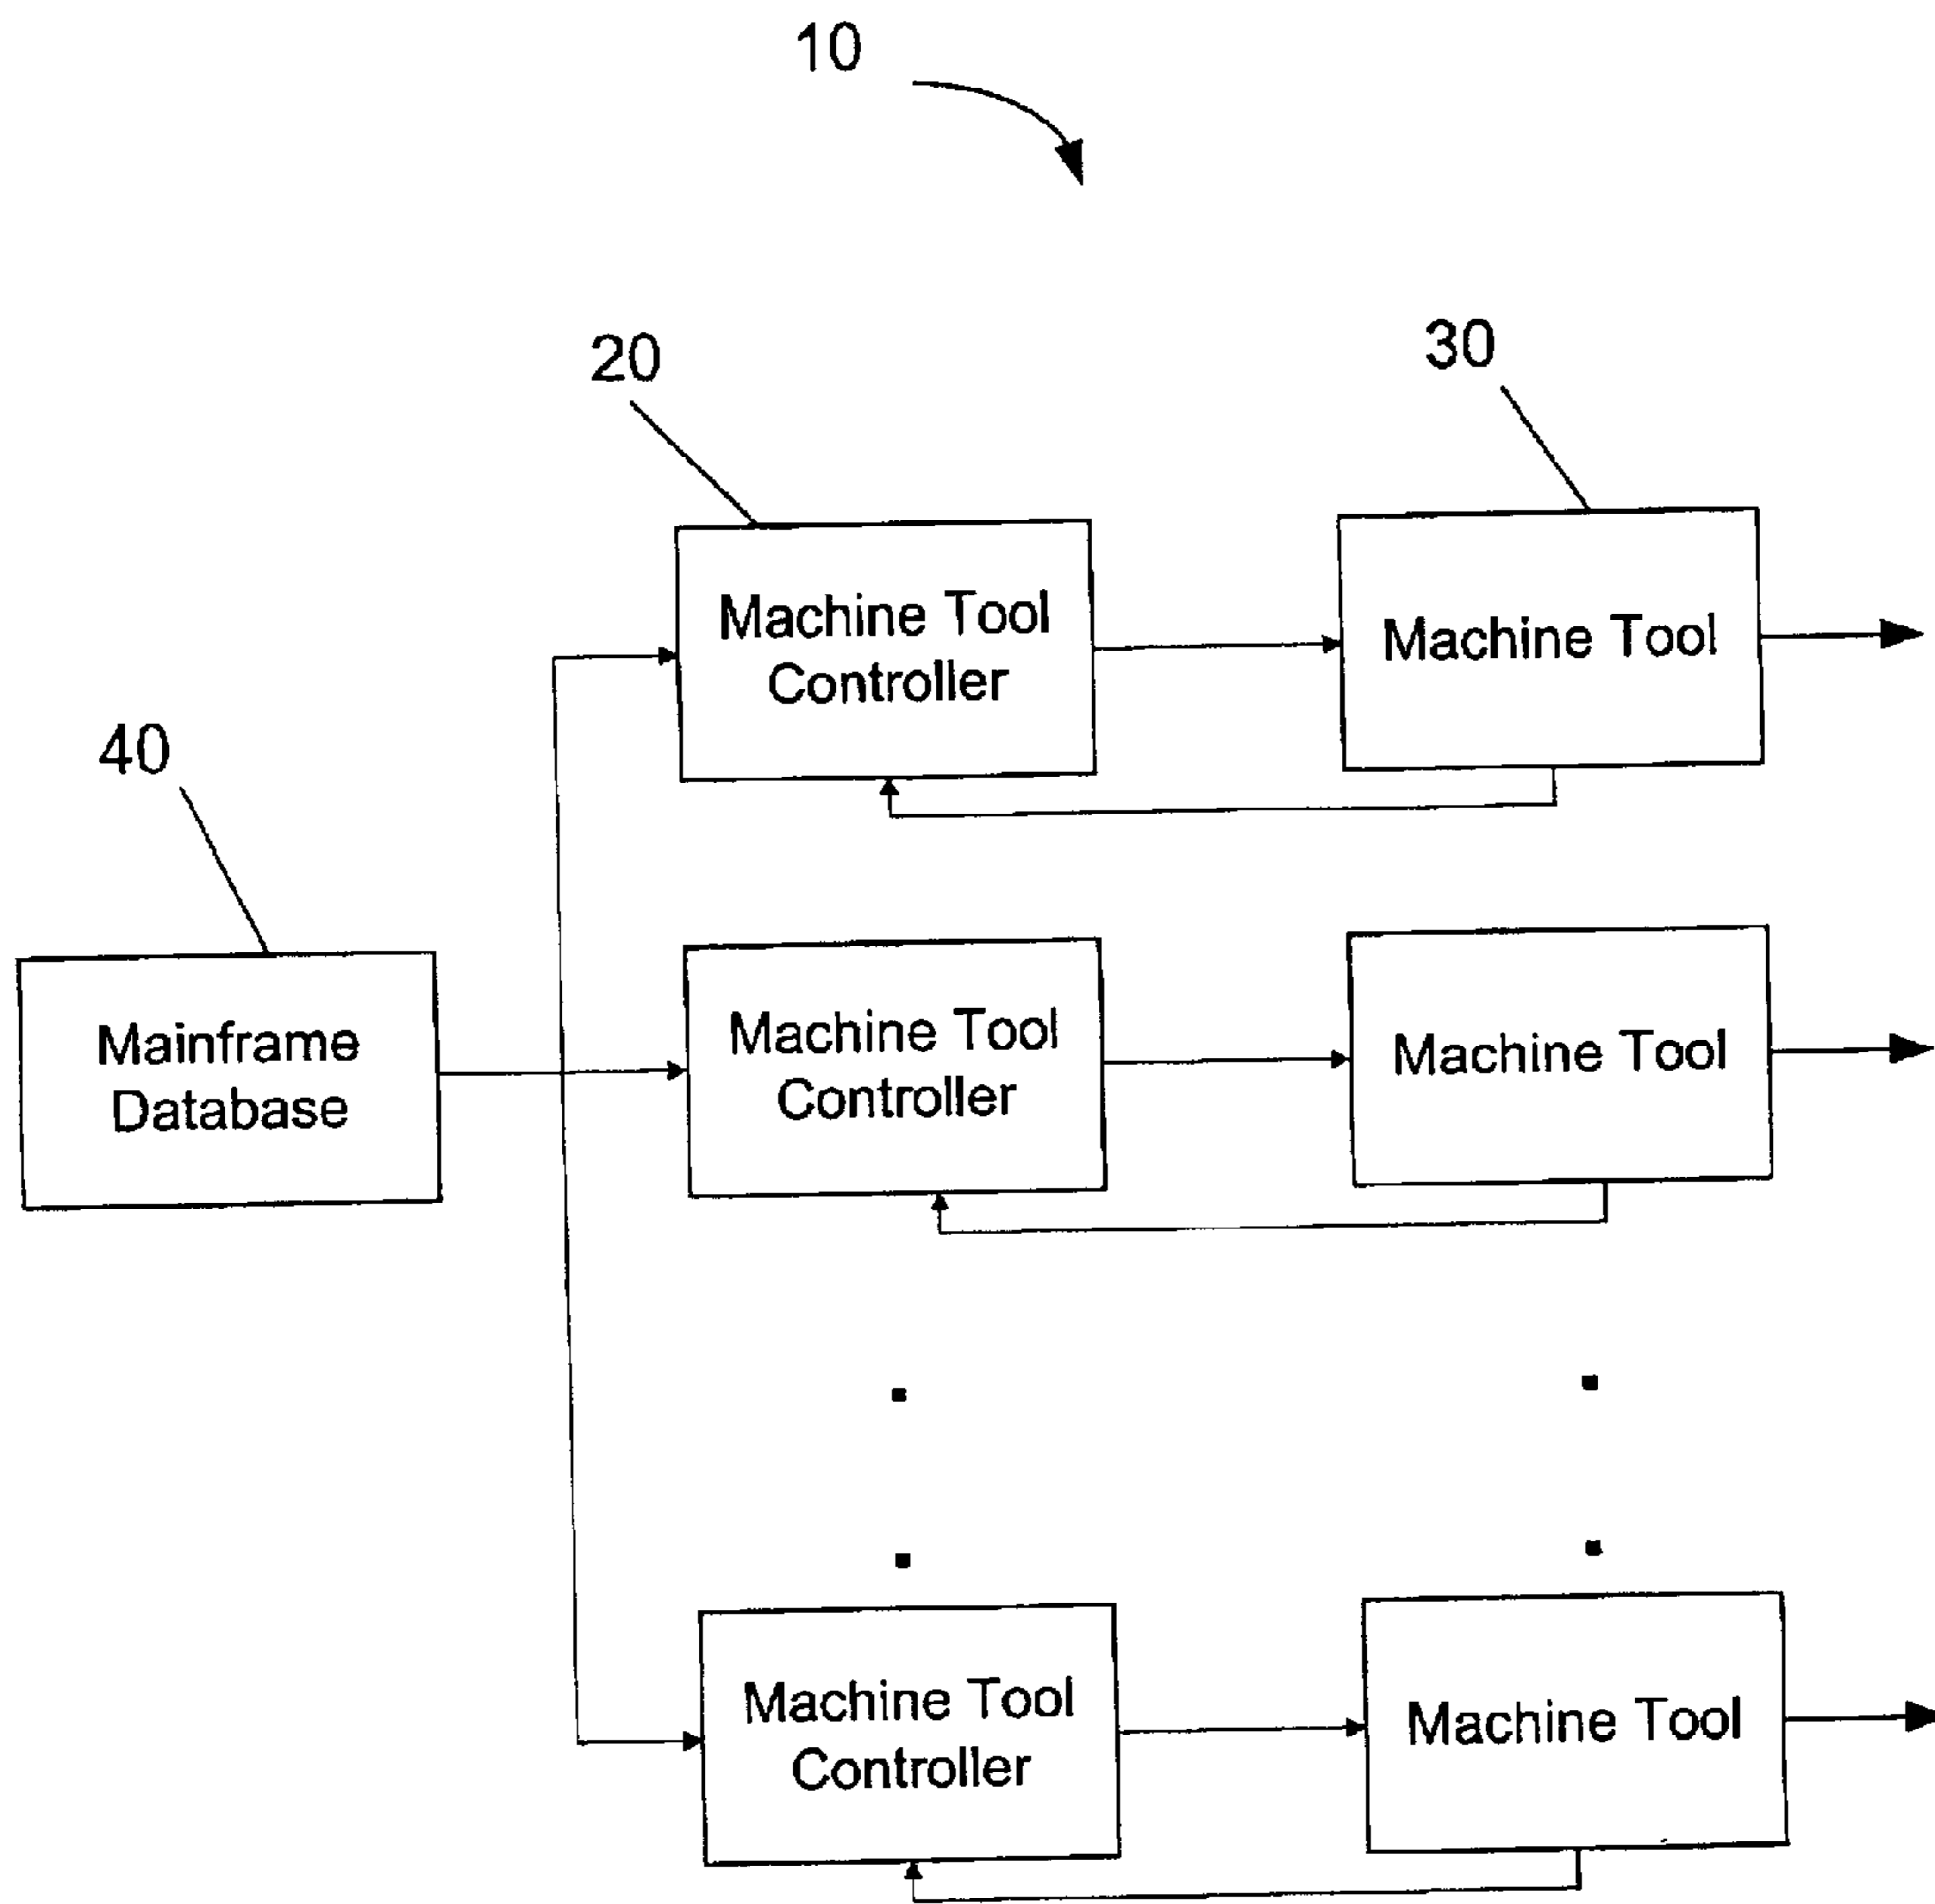 10
20
30
Machine Tool
Controller
Machine Tool
40
Mainframe
Database
Machine Tool
Controller
Machine Tool
Machine Tool
Controller
Machine Tool